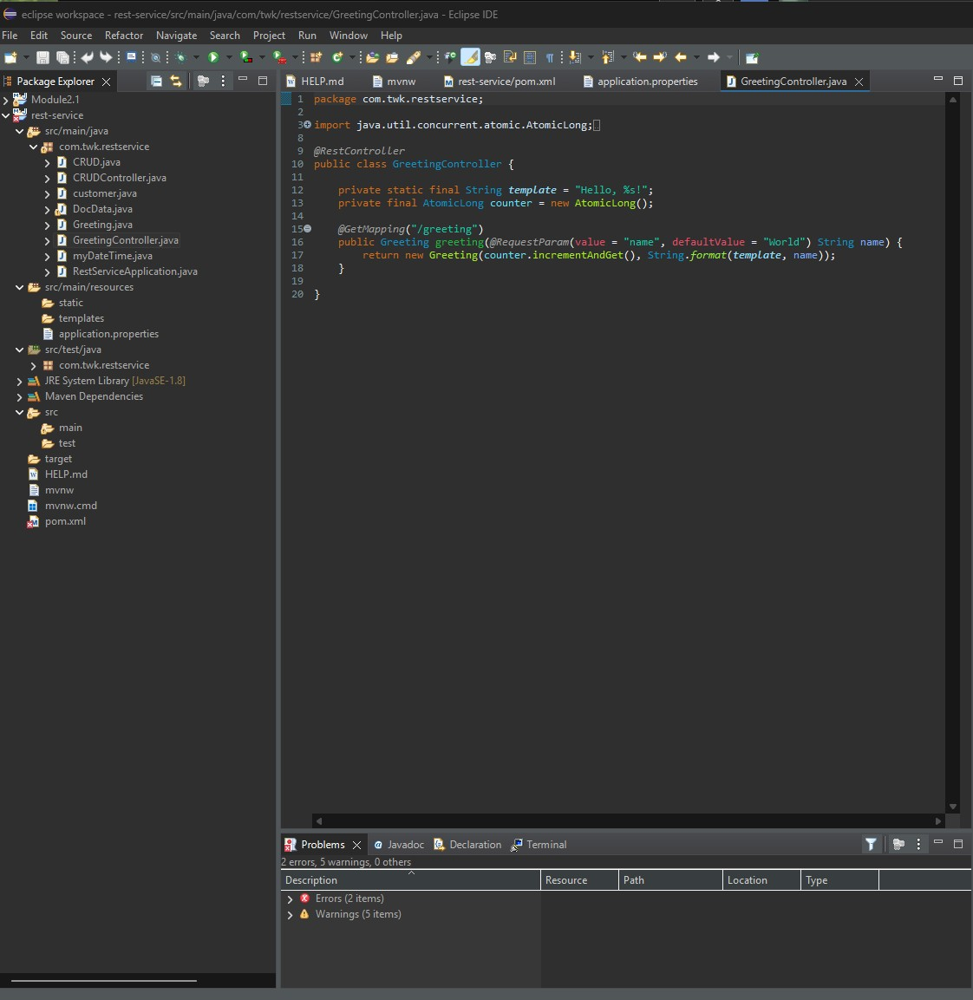 eclipse workspace - rest-service/src/main/java/com/twk/restservice/GreetingController.java - Eclipse IDE
File Edit Source Refactor Navigate Search Project Run Window Help
Package Explorer
Module2.1
rest-service
src/main/java
com.twk.restservice
CRUD.java
CRUDController.java
customer.java
DocData.java
Greeting.java
GreetingController.java
myDateTime.java
RestServiceApplication.java
src/main/resources
static
templates
application.properties
src/test/java
com.twk.restservice
JRE System Library [JavaSE-1.8]
Maven Dependencies
src
main
test
target
HELP.md
mvnw
mvnw.cmd
pom.xml
HELP.md mvnw rest-service/pom.xml application.properties GreetingController.java
1 package com.twk.restservice;
2
3 import java.util.concurrent.atomic.AtomicLong;
8
9 @RestController
10 public class GreetingController {
11
12 private static final String template = "Hello, %s!";
13 private final AtomicLong counter = new AtomicLong();
14
15 @GetMapping("/greeting")
16 public Greeting greeting(@RequestParam(value = "name", defaultValue = "World") String name) {
17 return new Greeting(counter.incrementAndGet(), String.format(template, name));
18 }
19
20 }
Problems Javadoc Declaration Terminal
2 errors, 5 warnings, 0 others
Description Resource Path Location Type
Errors (2 items)
Warnings (5 items)